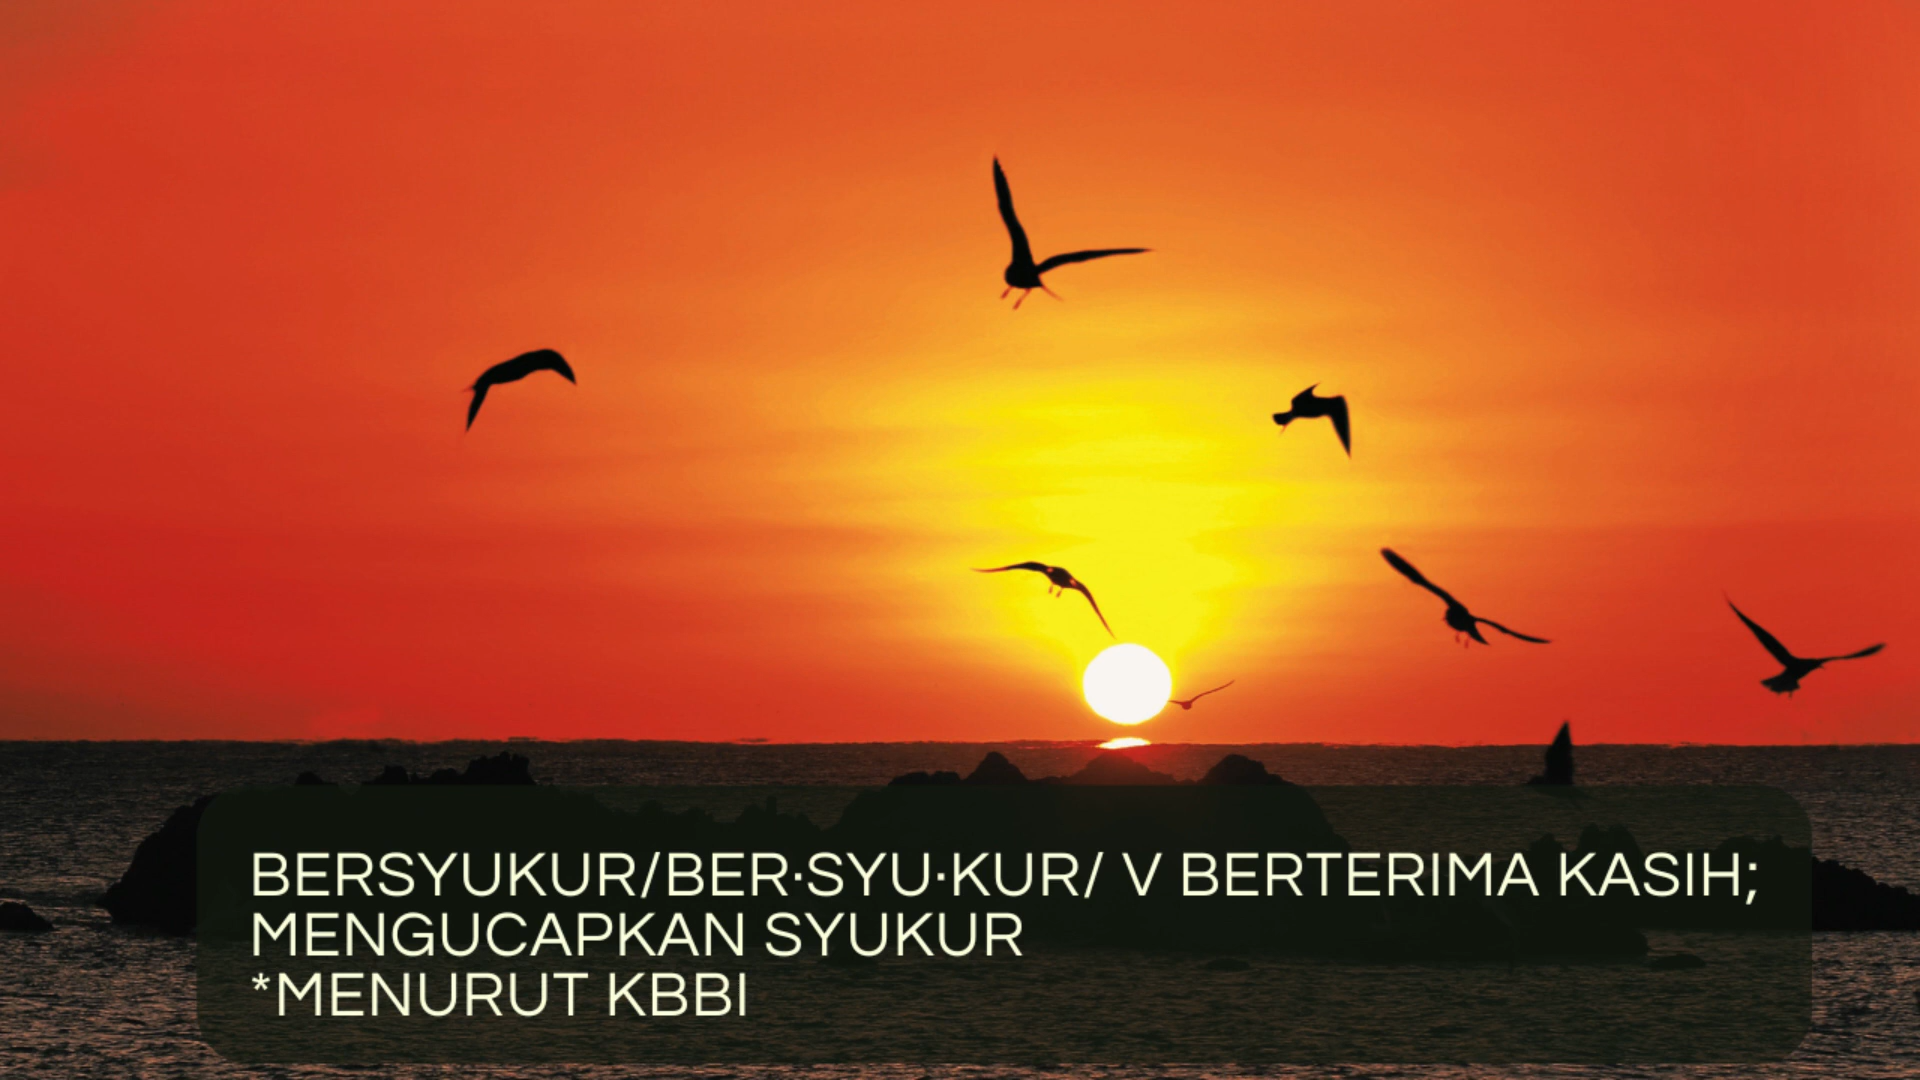 BERSYUKUR/BER·SYU·KUR/ V BERTERIMA KASIH;
MENGUCAPKAN SYUKUR
*MENURUT KBBI